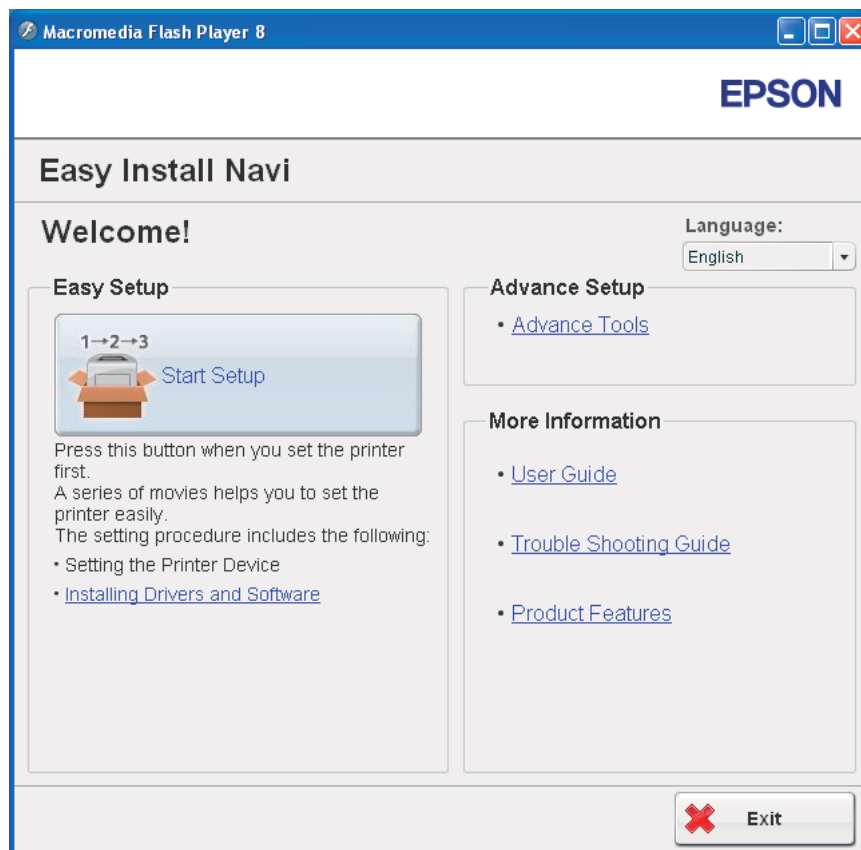 Macromedia Flash Player 8
EPSON
Easy Install Navi
Welcome!
Language:
English
Easy Setup
1→2→3
Start Setup
Press this button when you set the printer
first.
A series of movies helps you to set the
printer easily.
The setting procedure includes the following:
• Setting the Printer Device
• Installing Drivers and Software
Advance Setup
• Advance Tools
More Information
• User Guide
• Trouble Shooting Guide
• Product Features
Exit